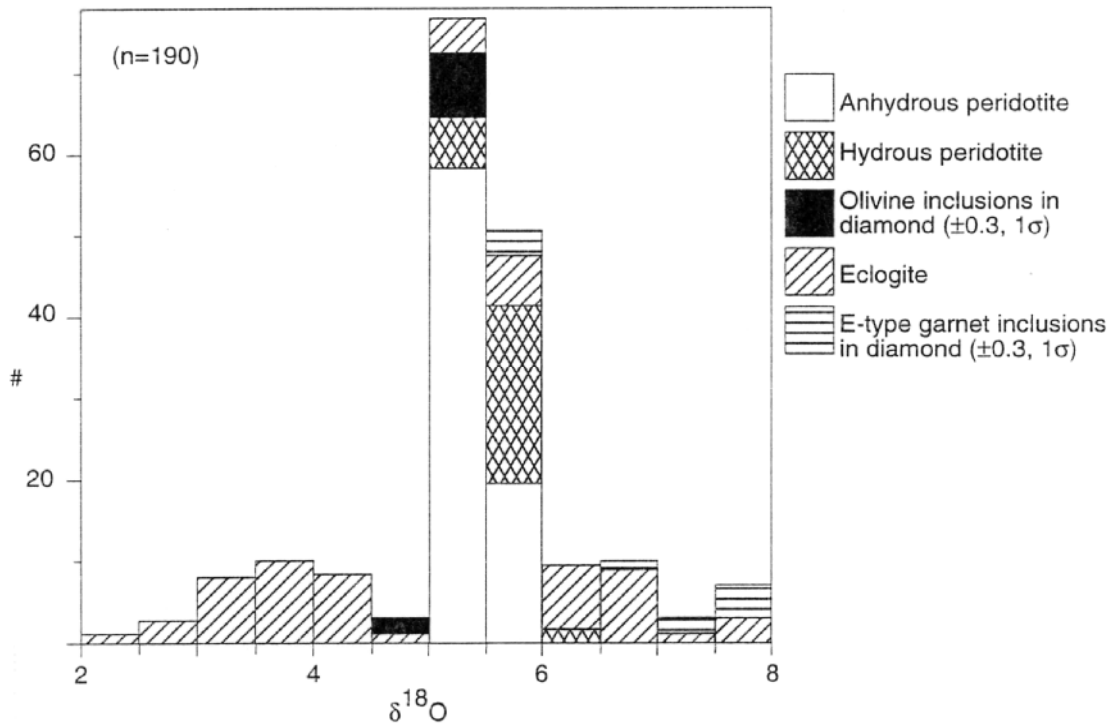 (n=190)
60
40
#
20
2 4 6 8
δ¹⁸O
Anhydrous peridotite
Hydrous peridotite
Olivine inclusions in
diamond (±0.3, 1σ)
Eclogite
E-type garnet inclusions
in diamond (±0.3, 1σ)